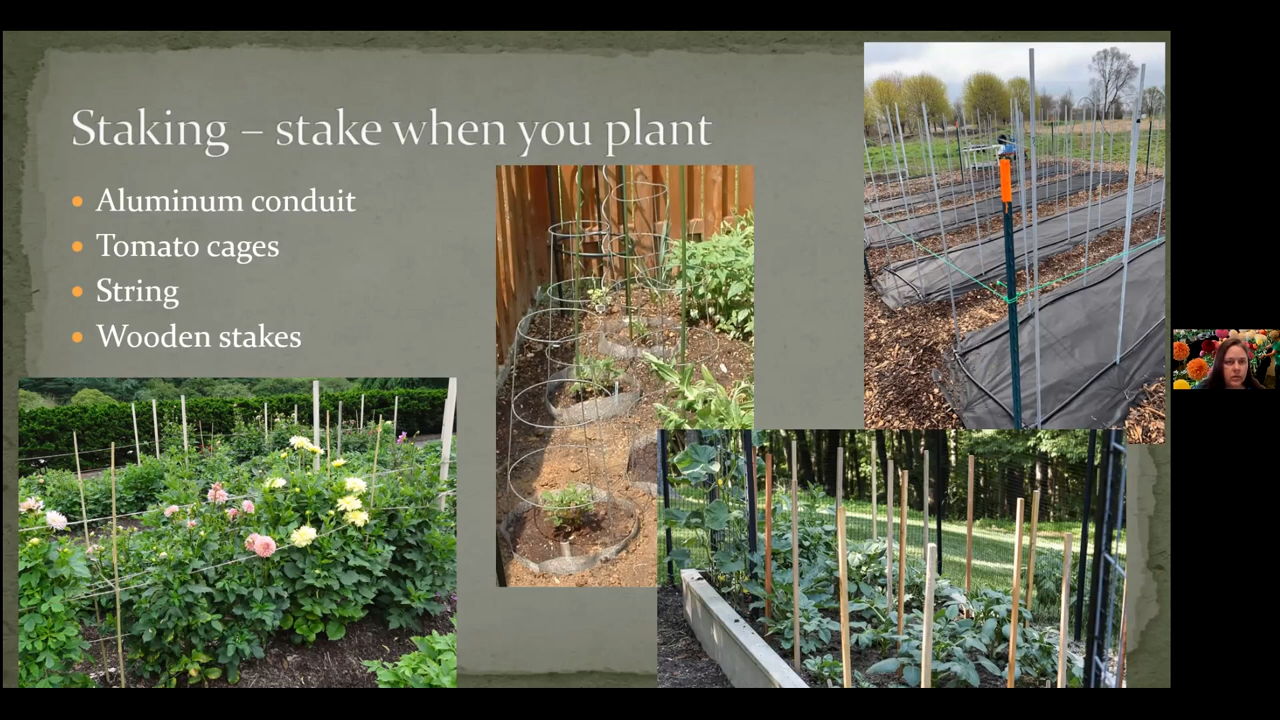 Staking – stake when you plant
Aluminum conduit
Tomato cages
String
Wooden stakes